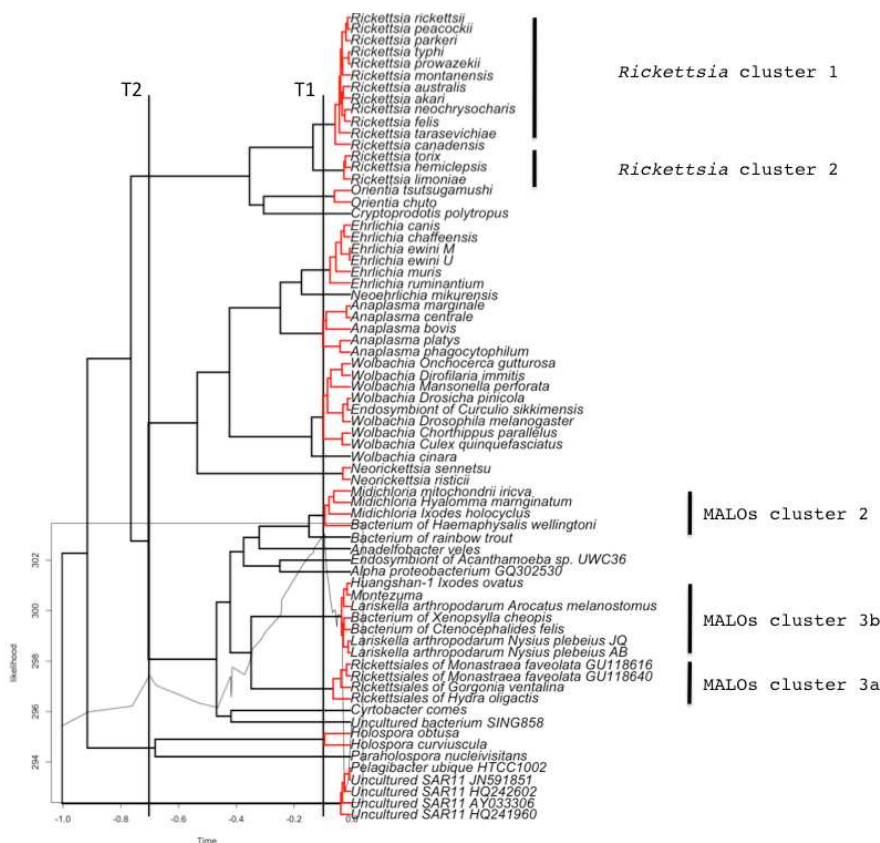 Rickettsia rickettsii
Rickettsia peacockii
Rickettsia parkeri
Rickettsia typhi
Rickettsia prowazekii
Rickettsia montanensis
Rickettsia australis
Rickettsia akari
Rickettsia neochrysocharis
Rickettsia felis
Rickettsia tarasevichiae
Rickettsia canadensis
Rickettsia torix
Rickettsia hemiclepsis
Rickettsia limoniae
Orientia tsutsugamushi
Orientia chuto
Cryptoprodotis polytropus
Ehrlichia canis
Ehrlichia chaffeensis
Ehrlichia ewini M
Ehrlichia ewini U
Ehrlichia muris
Ehrlichia ruminantium
Neoehrlichia mikurensis
Anaplasma marginale
Anaplasma centrale
Anaplasma bovis
Anaplasma platys
Anaplasma phagocytophilum
Wolbachia Onchocerca gutturosa
Wolbachia Dirofilaria immitis
Wolbachia Mansonella perforata
Wolbachia Drosicha pinicola
Endosymbiont of Curculio sikkimensis
Wolbachia Drosophila melanogaster
Wolbachia Chorthippus parallelus
Wolbachia Culex quinquefasciatus
Wolbachia cinara
Neorickettsia sennetsu
Neorickettsia risticii
Midichloria mitochondrii iricva
Midichloria Hyalomma marnginatum
Midichloria Ixodes holocyclus
Bacterium of Haemaphysalis wellingtoni
Bacterium of rainbow trout
Anadelfobacter veles
Endosymbiont of Acanthamoeba sp. UWC36
Alpha proteobacterium GQ302530
Huangshan-1 Ixodes ovatus
Montezuma
Lariskella arthropodarum Arocatus melanostomus
Bacterium of Xenopsylla cheopis
Bacterium of Ctenocephalides felis
Lariskella arthropodarum Nysius plebeius JQ
Lariskella arthropodarum Nysius plebeius AB
Rickettsiales of Monastraea faveolata GU118616
Rickettsiales of Monastraea faveolata GU118640
Rickettsiales of Gorgonia ventalina
Rickettsiales of Hydra oligactis
Cyrtobacter comes
Uncultured bacterium SING858
Holospora obtusa
Holospora curviuscula
Paraholospora nucleivisitans
Pelagibacter ubique HTCC1002
Uncultured SAR11 JN591851
Uncultured SAR11 HQ242602
Uncultured SAR11 AY033306
Uncultured SAR11 HQ241960
T2
T1
Rickettsia cluster 1
Rickettsia cluster 2
MALOs cluster 2
MALOs cluster 3b
MALOs cluster 3a
302
300
298
296
294
likelihood
-1.0
-0.8
-0.6
-0.4
-0.2
0.0
Time